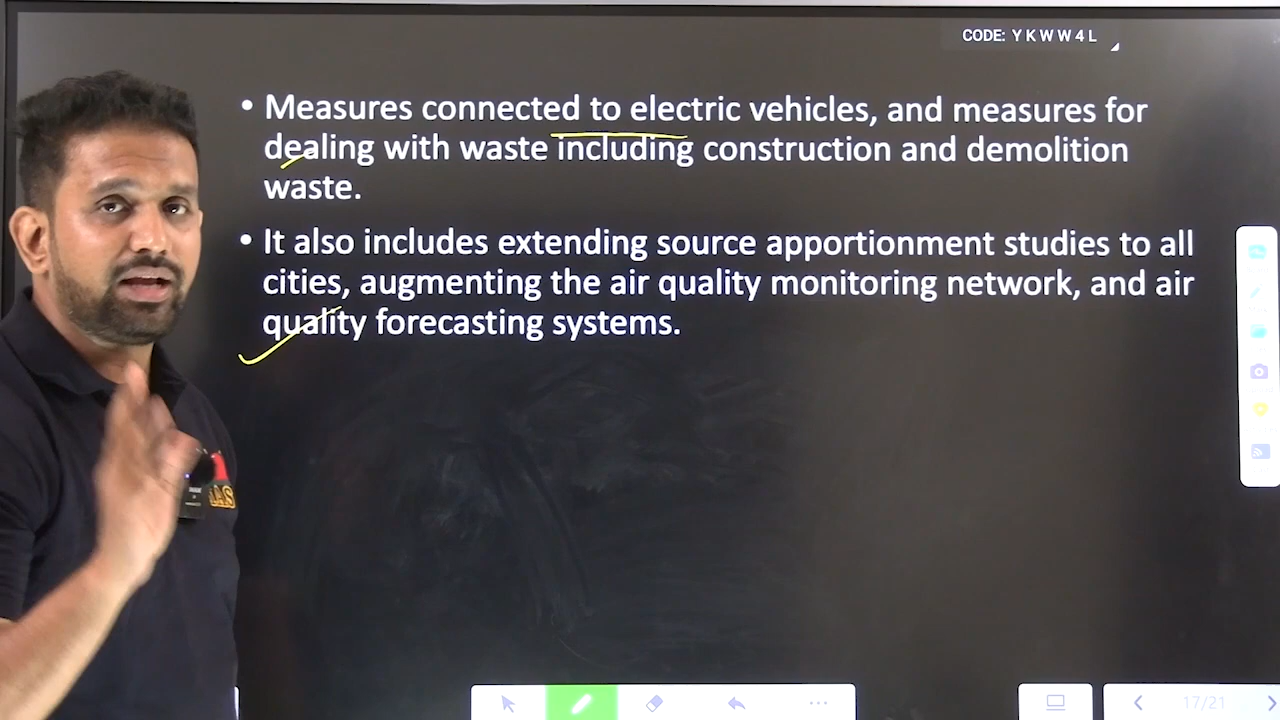 CODE: Y K W W 4 L
• Measures connected to electric vehicles, and measures for
dealing with waste including construction and demolition
waste.
• It also includes extending source apportionment studies to all
cities, augmenting the air quality monitoring network, and air
quality forecasting systems.
IAS
17/21